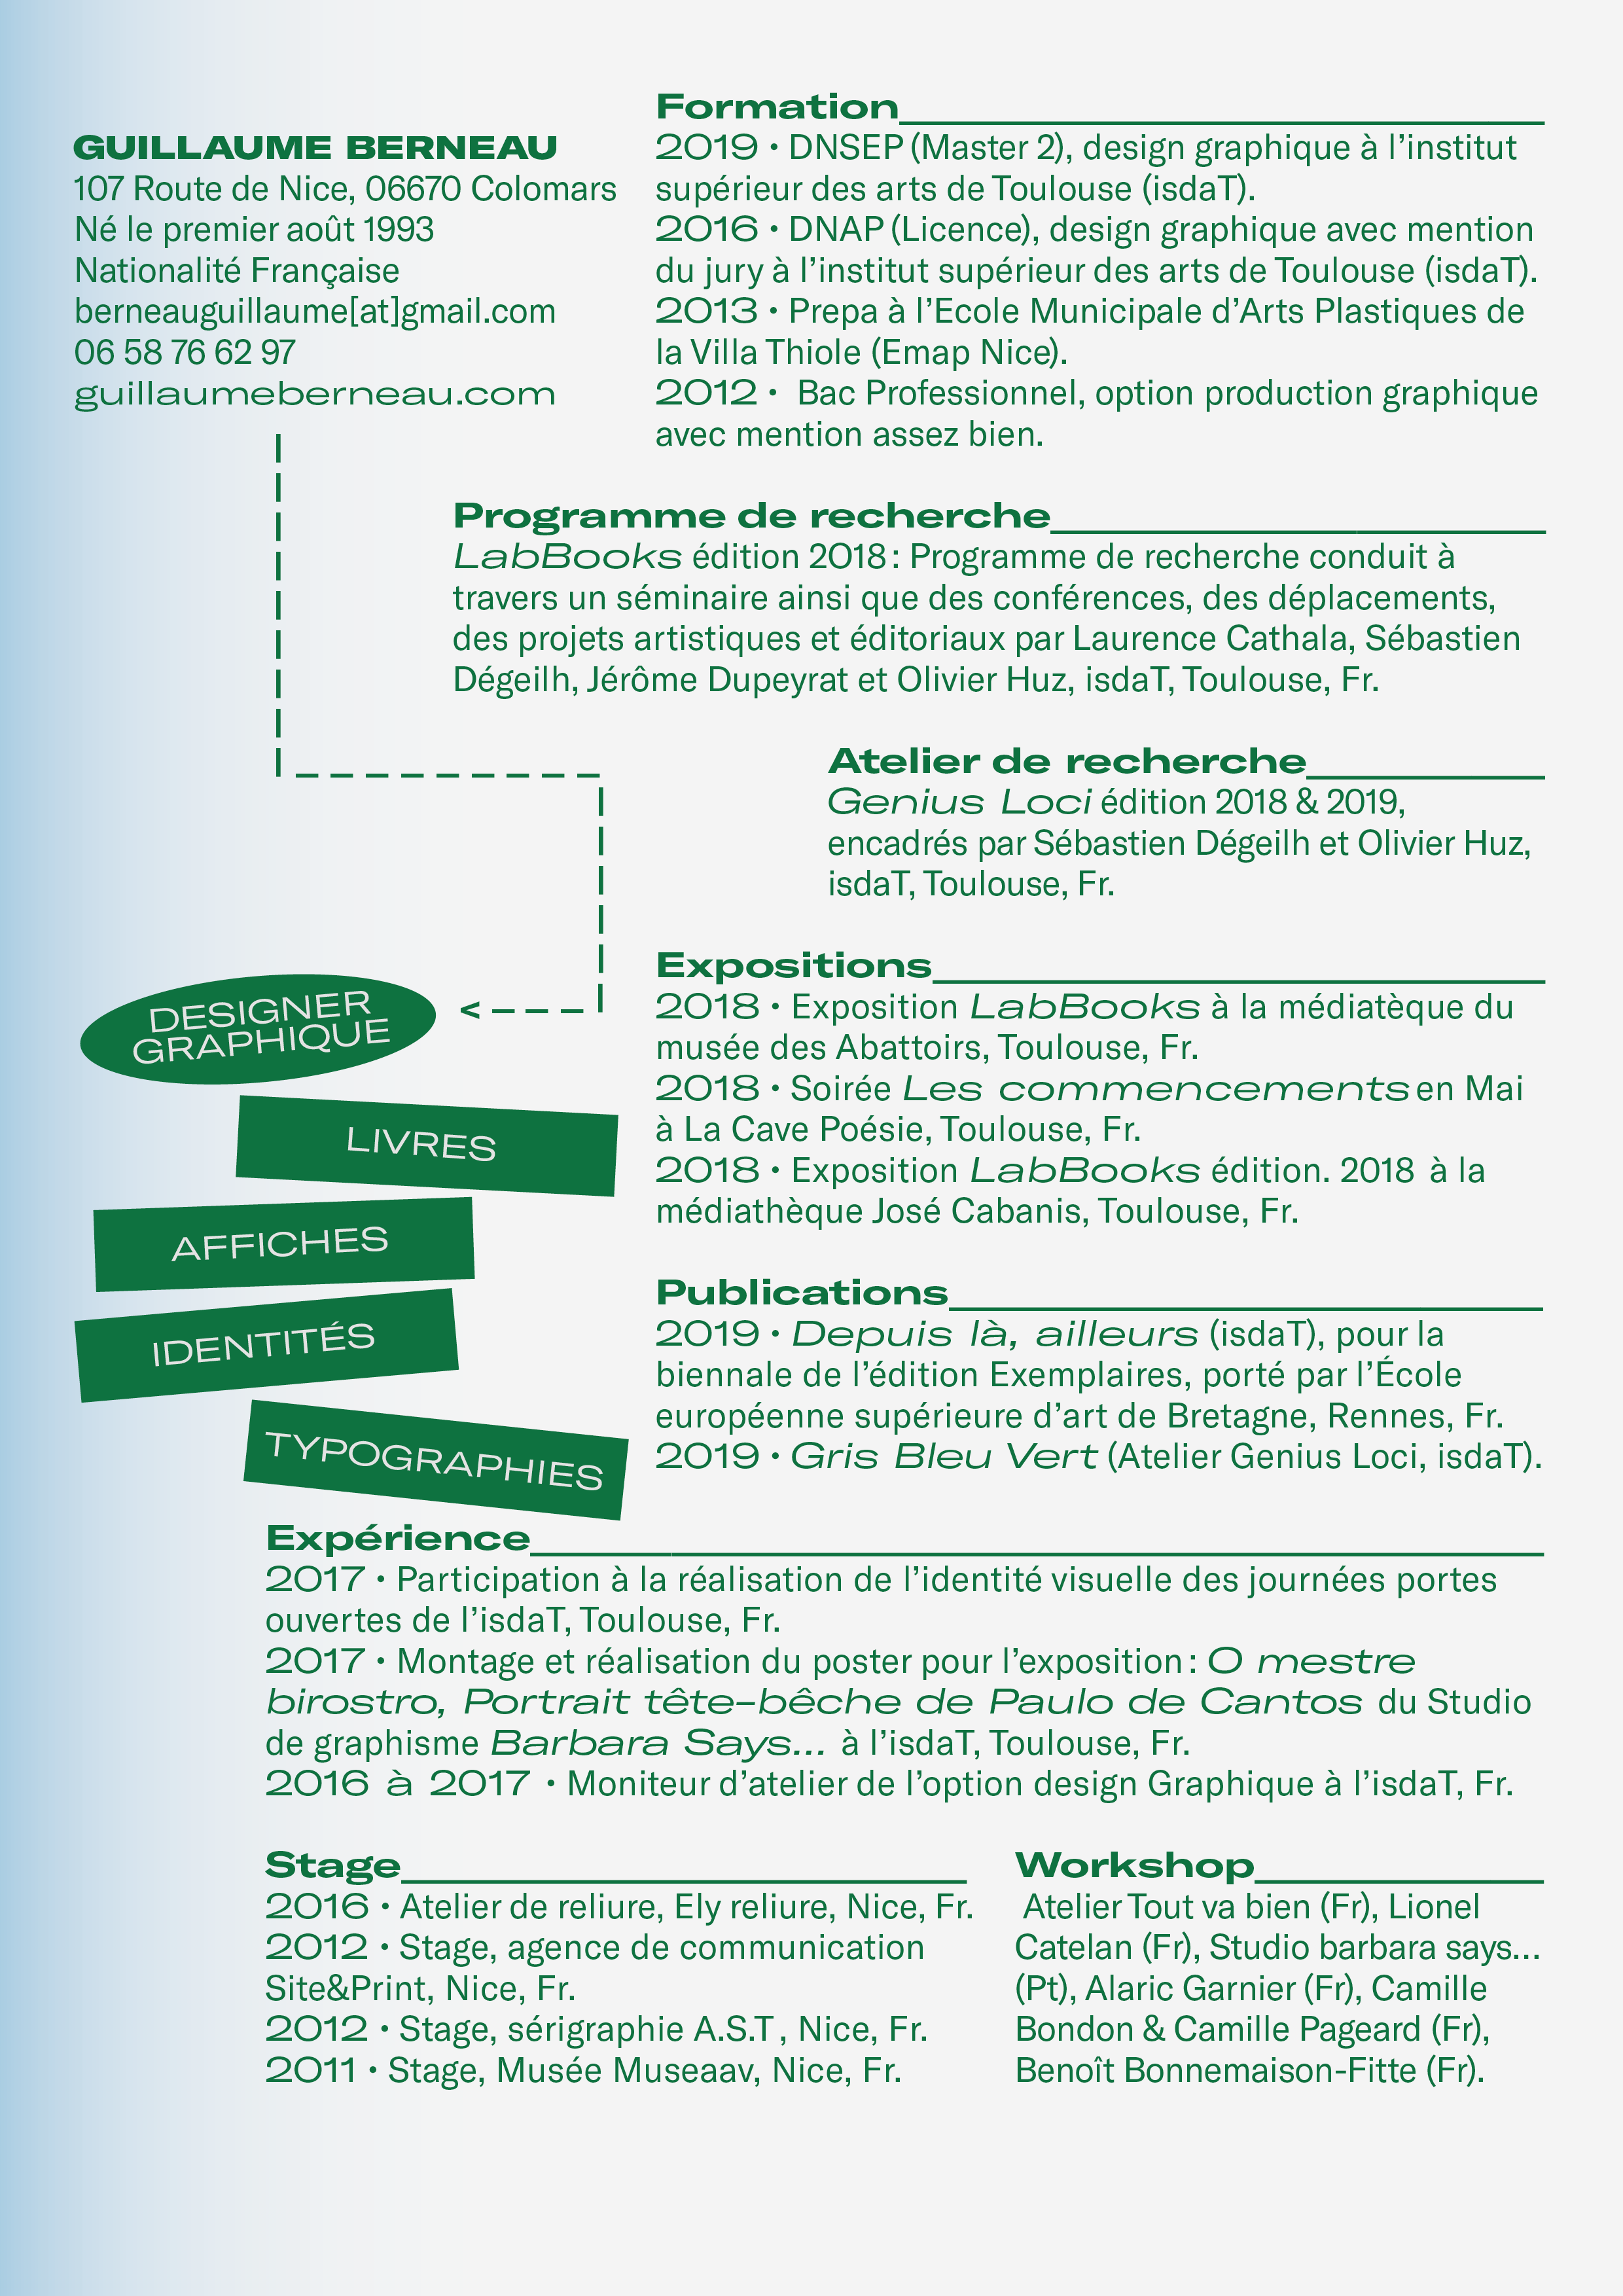 GUILLAUME BERNEAU
107 Route de Nice, 06670 Colomars
Né le premier août 1993
Nationalité Française
berneauguillaume[at]gmail.com
06 58 76 62 97
guillaumeberneau.com
Formation
2019 • DNSEP (Master 2), design graphique à l’institut
supérieur des arts de Toulouse (isdaT).
2016 • DNAP (Licence), design graphique avec mention
du jury à l’institut supérieur des arts de Toulouse (isdaT).
2013 • Prepa à l’Ecole Municipale d’Arts Plastiques de
la Villa Thiole (Emap Nice).
2012 • Bac Professionnel, option production graphique
avec mention assez bien.
Programme de recherche
LabBooks édition 2018 : Programme de recherche conduit à
travers un séminaire ainsi que des conférences, des déplacements,
des projets artistiques et éditoriaux par Laurence Cathala, Sébastien
Dégeilh, Jérôme Dupeyrat et Olivier Huz, isdaT, Toulouse, Fr.
Atelier de recherche
Genius Loci édition 2018 & 2019,
encadrés par Sébastien Dégeilh et Olivier Huz,
isdaT, Toulouse, Fr.
<
DESIGNER
GRAPHIQUE
LIVRES
AFFICHES
IDENTITÉS
TYPOGRAPHIES
Expositions
2018 • Exposition LabBooks à la médiatèque du
musée des Abattoirs, Toulouse, Fr.
2018 • Soirée Les commencements en Mai
à La Cave Poésie, Toulouse, Fr.
2018 • Exposition LabBooks édition. 2018 à la
médiathèque José Cabanis, Toulouse, Fr.
Publications
2019 • Depuis là, ailleurs (isdaT), pour la
biennale de l’édition Exemplaires, porté par l’École
européenne supérieure d’art de Bretagne, Rennes, Fr.
2019 • Gris Bleu Vert (Atelier Genius Loci, isdaT).
Expérience
2017 • Participation à la réalisation de l’identité visuelle des journées portes
ouvertes de l’isdaT, Toulouse, Fr.
2017 • Montage et réalisation du poster pour l’exposition : O mestre
birostro, Portrait tête-bêche de Paulo de Cantos du Studio
de graphisme Barbara Says... à l’isdaT, Toulouse, Fr.
2016 à 2017 • Moniteur d’atelier de l’option design Graphique à l’isdaT, Fr.
Stage
2016 • Atelier de reliure, Ely reliure, Nice, Fr.
2012 • Stage, agence de communication
Site&Print, Nice, Fr.
2012 • Stage, sérigraphie A.S.T , Nice, Fr.
2011 • Stage, Musée Museaav, Nice, Fr.
Workshop
Atelier Tout va bien (Fr), Lionel
Catelan (Fr), Studio barbara says...
(Pt), Alaric Garnier (Fr), Camille
Bondon & Camille Pageard (Fr),
Benoît Bonnemaison-Fitte (Fr).